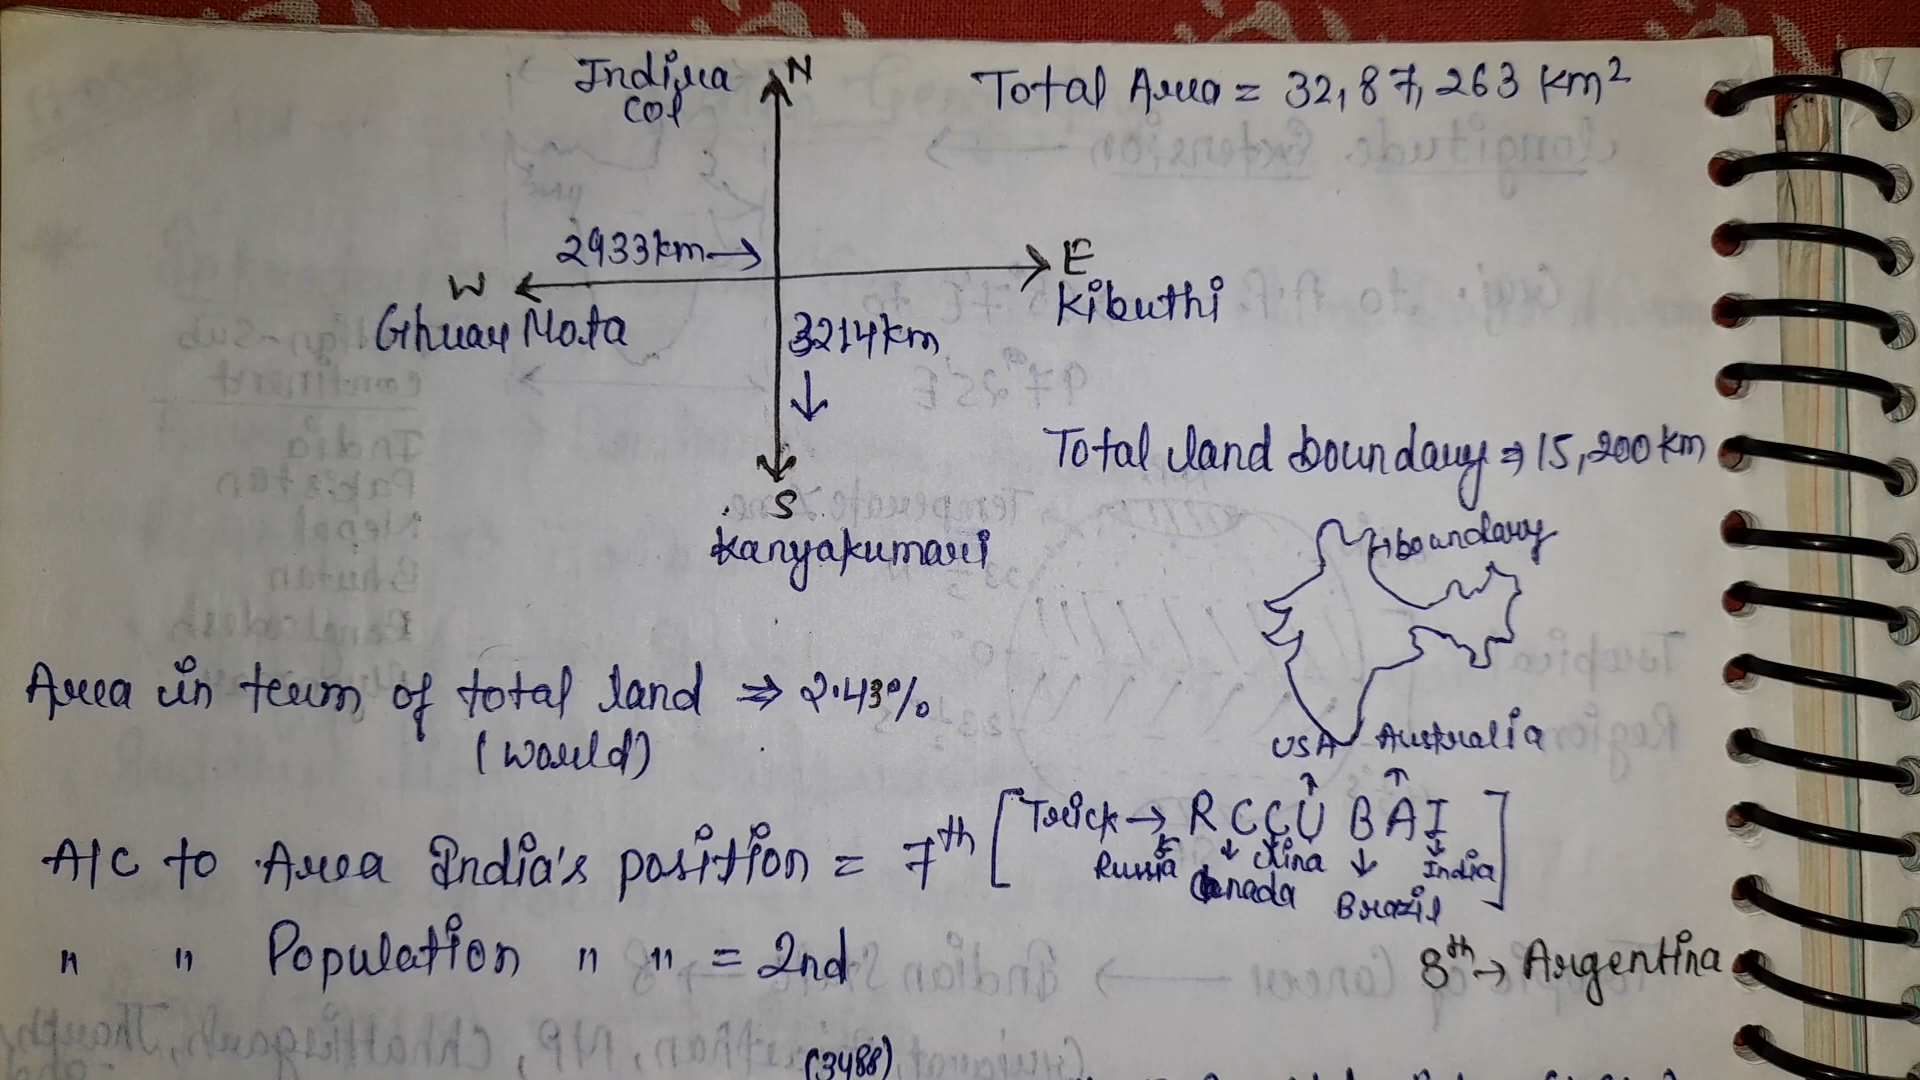 Indira
Col
N
Total Area = 32,87,263 km²
2933km→
W
E
Ghuar Mota
Kibuthi
3214km
↓
Total land boundary ⇒ 15,200 km
S
Kanyakumari
boundary
Area in term of total land ⇒ 2.43%
(World)
USA Australia
A/C to Area India's position = 7th [Trick → R C C U B A I]
Russia Canada China Brazil India
" " Population " " = 2nd
8th → Argentina
(3488)